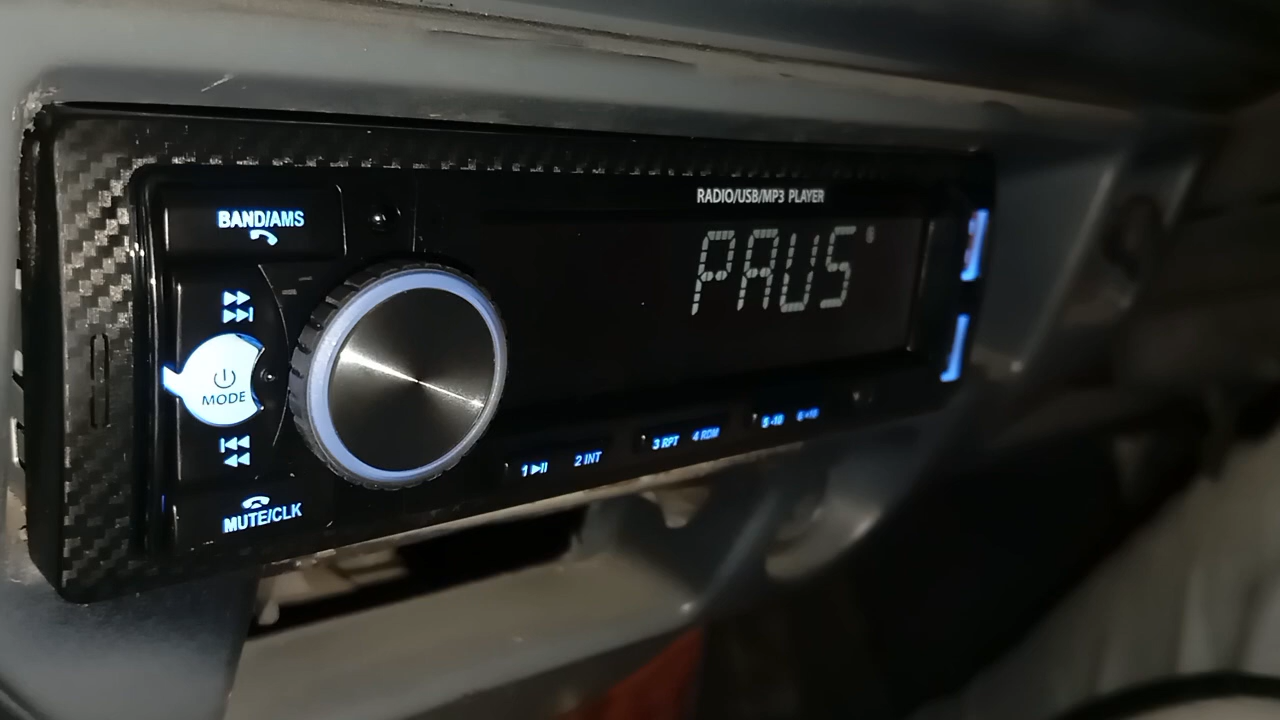 RADIO/USB/MP3 PLAYER
BAND/AMS
PAUS
MODE
1 2 INT 3 RPT 4 RDM 5 -10 6 +10
MUTE/CLK